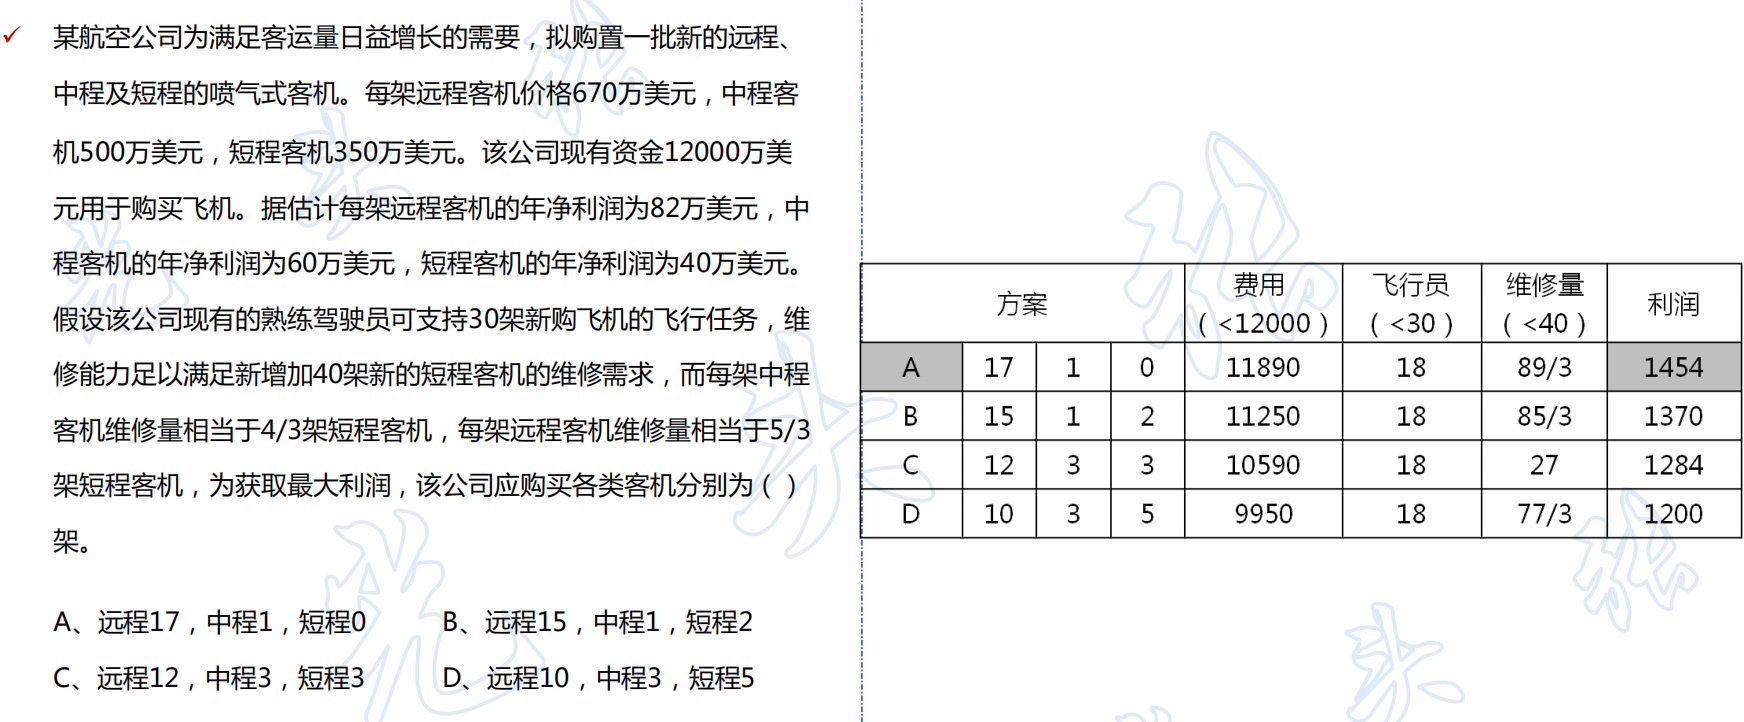 ✓ 某航空公司为满足客运量日益增长的需要，拟购置一批新的远程、
中程及短程的喷气式客机。每架远程客机价格670万美元，中程客
机500万美元，短程客机350万美元。该公司现有资金12000万美
元用于购买飞机。据估计每架远程客机的年净利润为82万美元，中
程客机的年净利润为60万美元，短程客机的年净利润为40万美元。
假设该公司现有的熟练驾驶员可支持30架新购飞机的飞行任务，维
修能力足以满足新增加40架新的短程客机的维修需求，而每架中程
客机维修量相当于4/3架短程客机，每架远程客机维修量相当于5/3
架短程客机，为获取最大利润，该公司应购买各类客机分别为（ ）
架。
A、远程17，中程1，短程0 B、远程15，中程1，短程2
C、远程12，中程3，短程3 D、远程10，中程3，短程5
方案 费用（<12000） 飞行员（<30） 维修量（<40） 利润
A 17 1 0 11890 18 89/3 1454
B 15 1 2 11250 18 85/3 1370
C 12 3 3 10590 18 27 1284
D 10 3 5 9950 18 77/3 1200